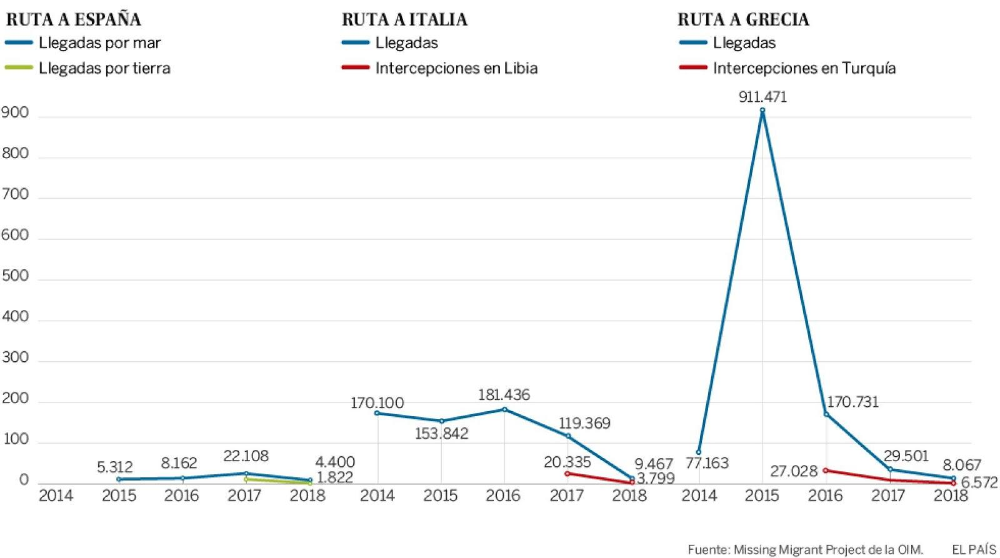 RUTA A ESPAÑA
Llegadas por mar
Llegadas por tierra
RUTA A ITALIA
Llegadas
Intercepciones en Libia
RUTA A GRECIA
Llegadas
Intercepciones en Turquía
900
800
700
600
500
400
300
200
100
0
5.312
8.162
22.108
4.400
1.822
170.100
153.842
181.436
119.369
20.335
9.467
3.799
77.163
911.471
170.731
27.028
29.501
8.067
6.572
2014 2015 2016 2017 2018 2014 2015 2016 2017 2018 2014 2015 2016 2017 2018
Fuente: Missing Migrant Project de la OIM. EL PAÍS